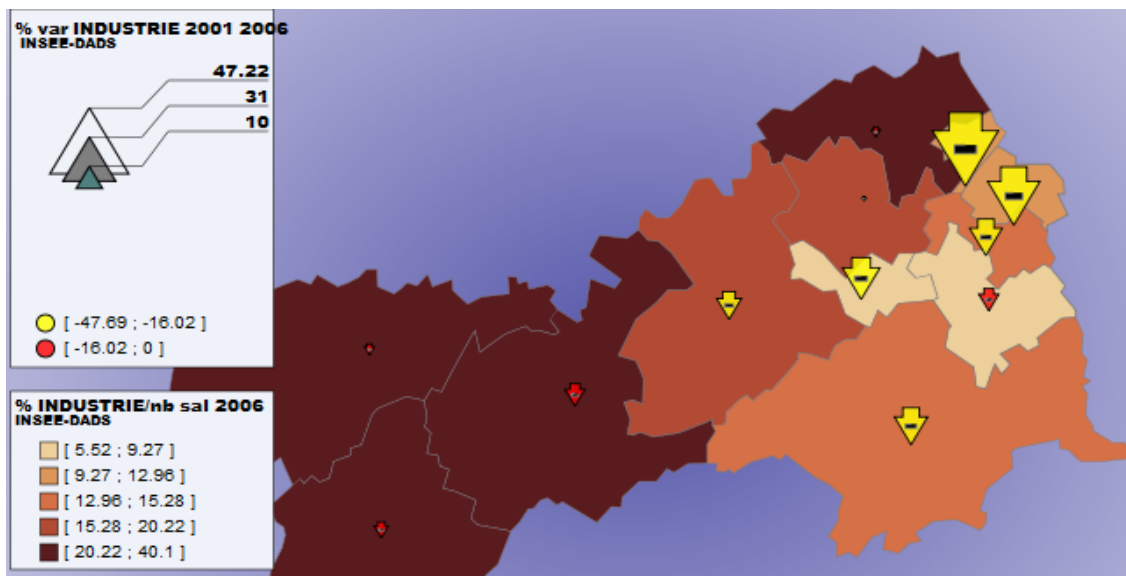 % var INDUSTRIE 2001 2006
INSEE-DADS
47.22
31
10
[ -47.69 ; -16.02 ]
[ -16.02 ; 0 ]
% INDUSTRIE/nb sal 2006
INSEE-DADS
[ 5.52 ; 9.27 ]
[ 9.27 ; 12.96 ]
[ 12.96 ; 15.28 ]
[ 15.28 ; 20.22 ]
[ 20.22 ; 40.1 ]